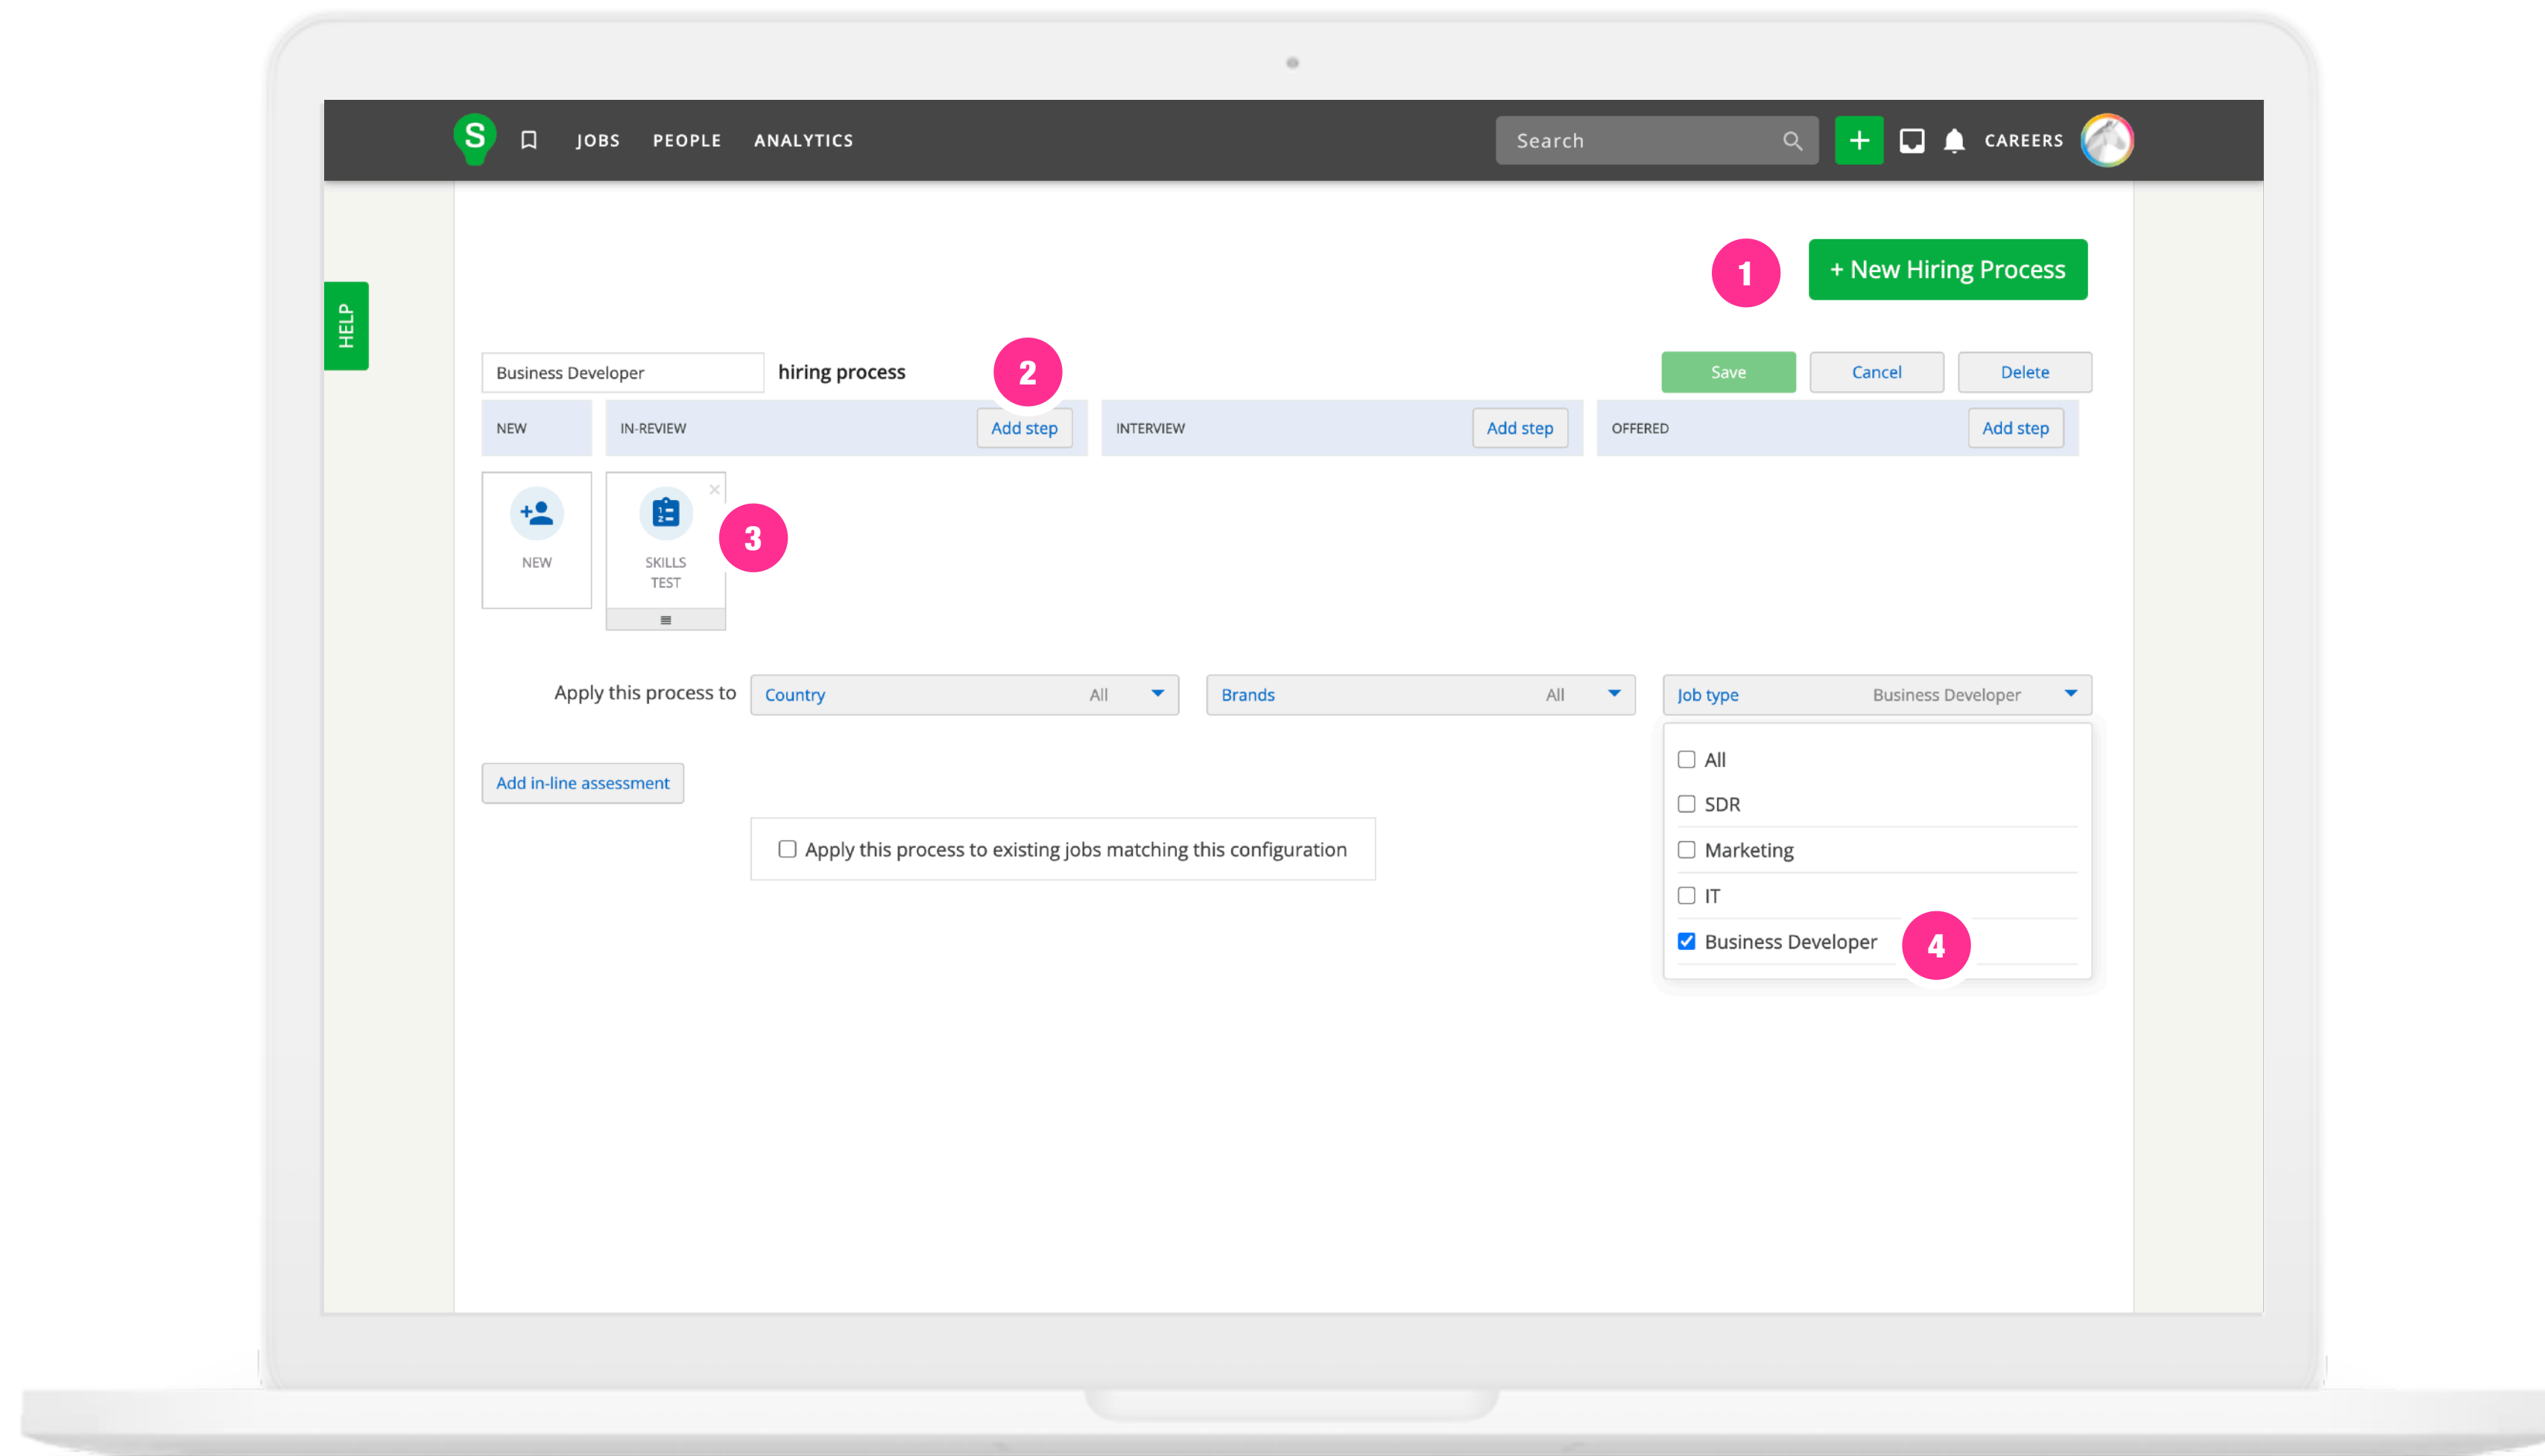 S JOBS PEOPLE ANALYTICS Search + CAREERS
1 + New Hiring Process
HELP
Business Developer hiring process 2 Save Cancel Delete
NEW IN-REVIEW Add step INTERVIEW Add step OFFERED Add step
NEW
SKILLS
TEST
3
Apply this process to Country All Brands All Job type Business Developer
All
Add in-line assessment
SDR
Apply this process to existing jobs matching this configuration
Marketing
IT
Business Developer 4